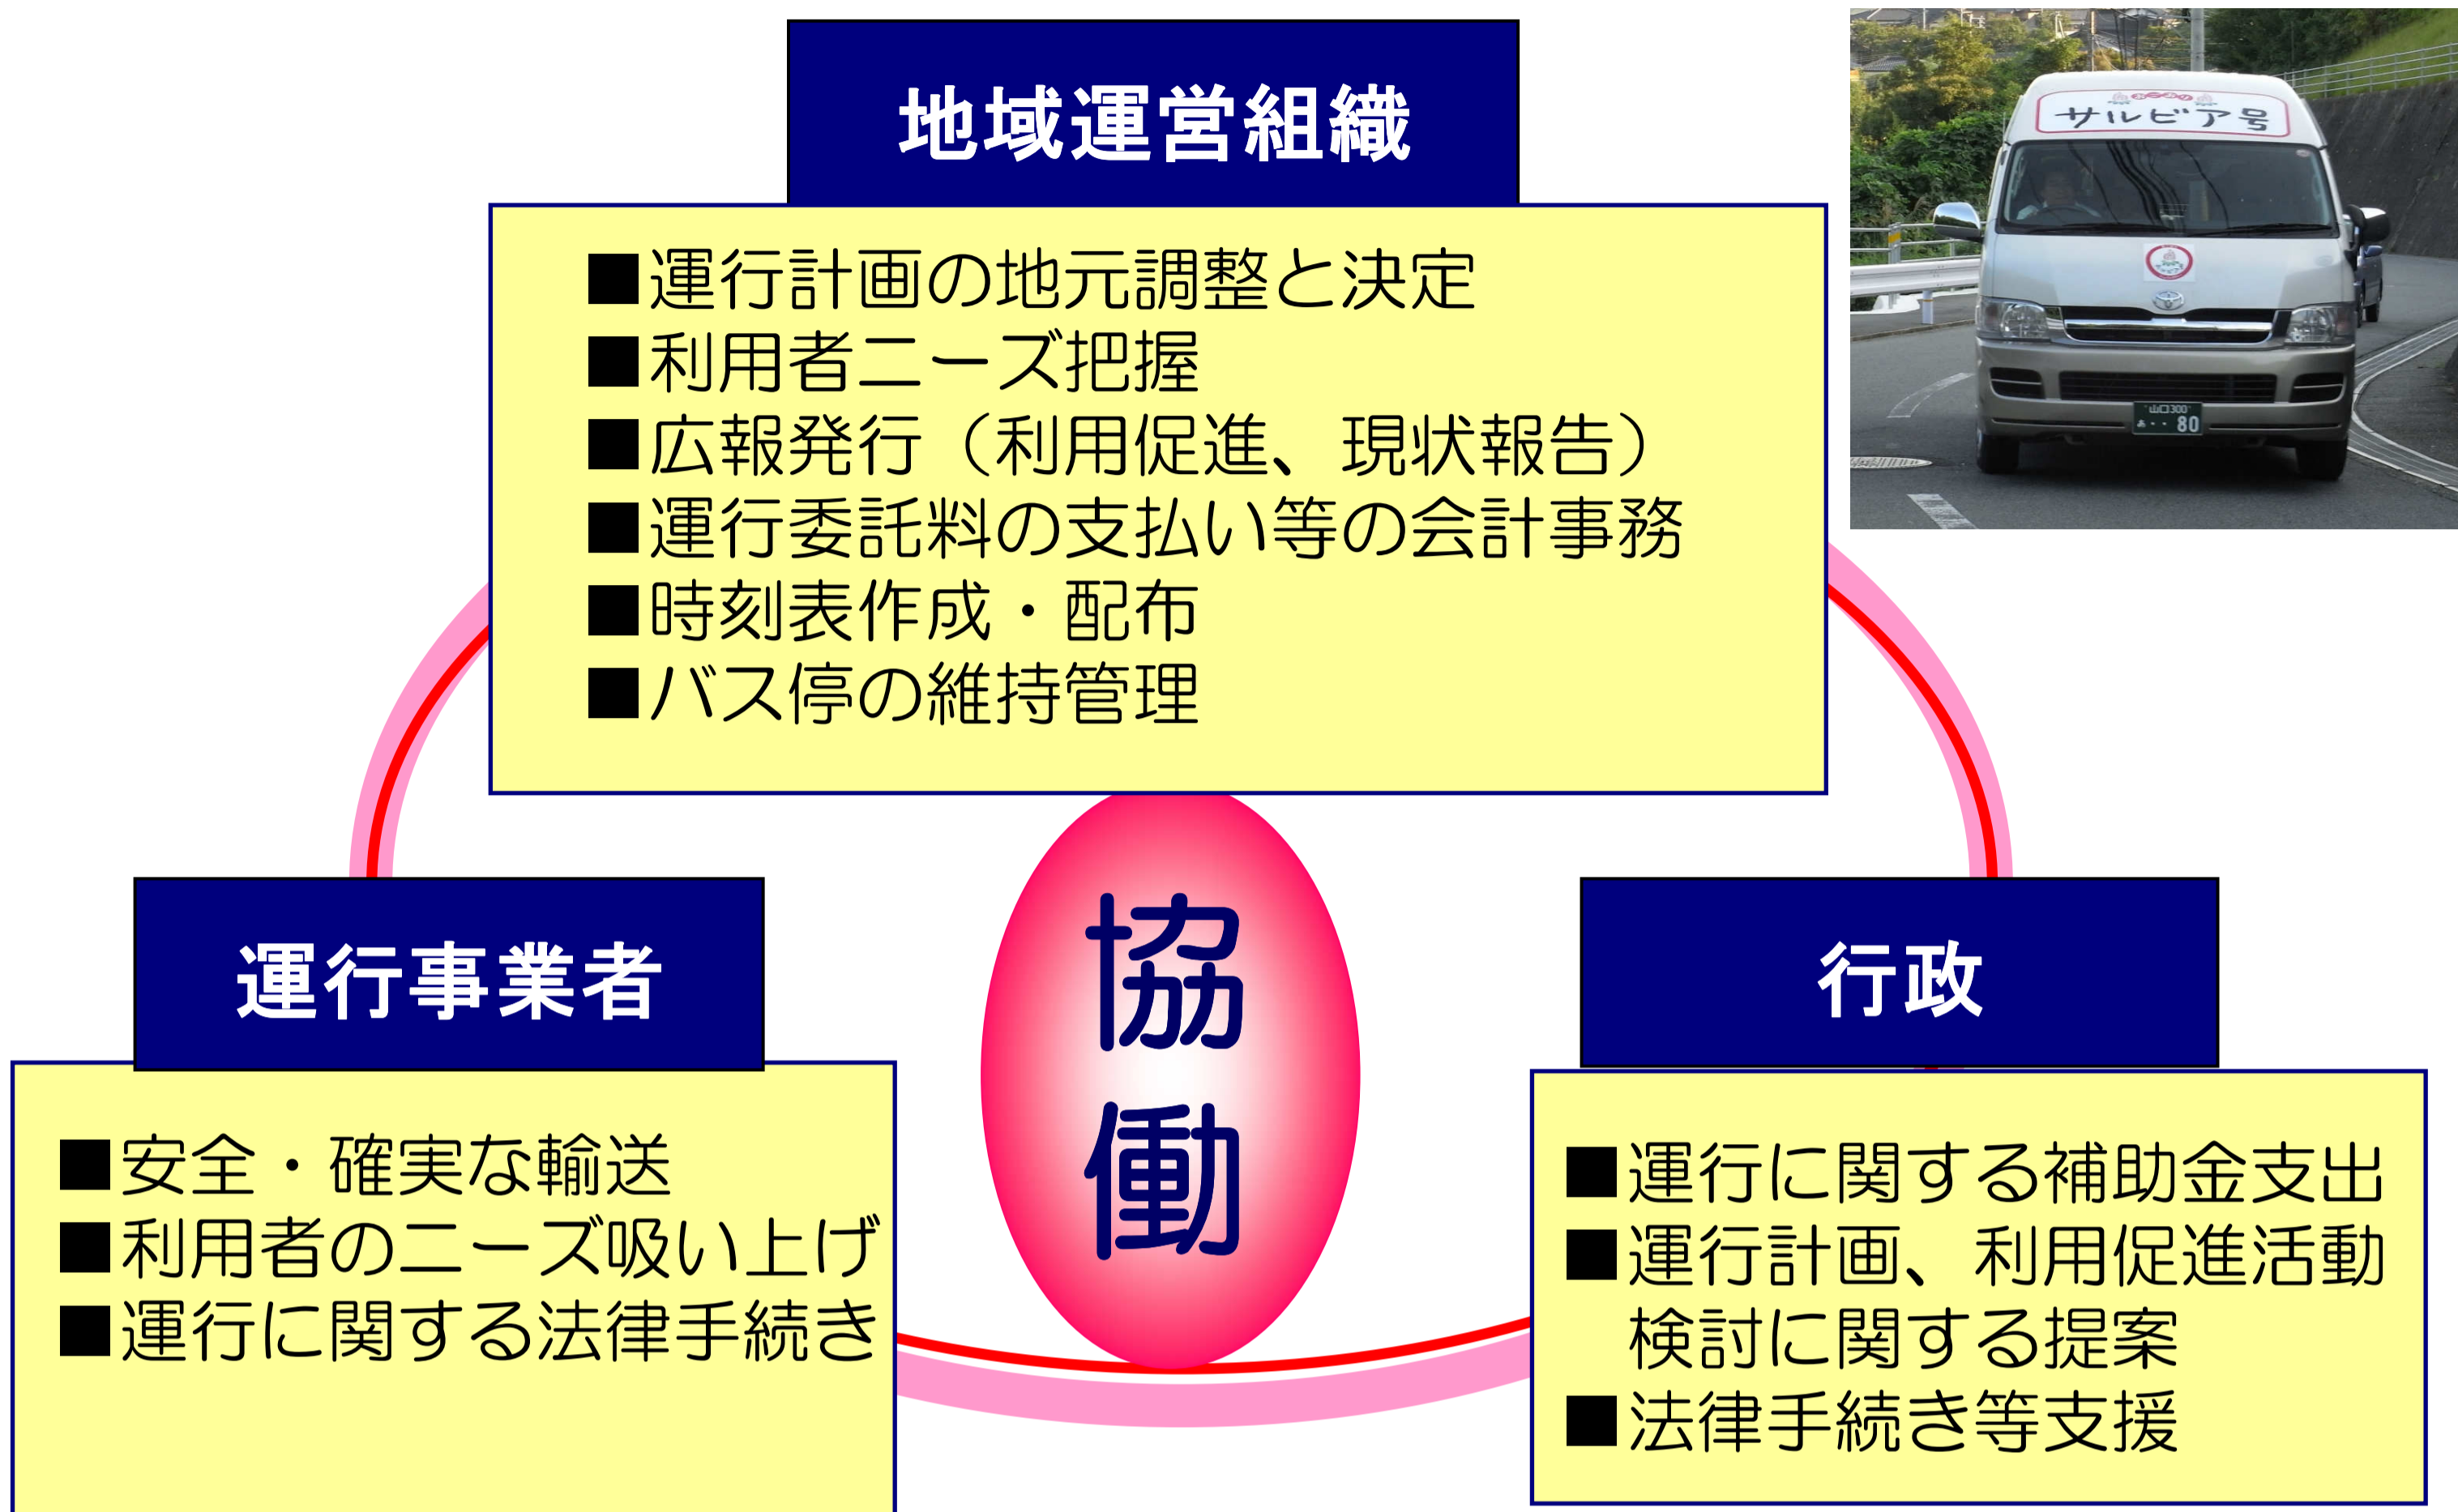 地域運営組織
■運行計画の地元調整と決定
■利用者ニーズ把握
■広報発行（利用促進、現状報告）
■運行委託料の支払い等の会計事務
■時刻表作成・配布
■バス停の維持管理
サルビア号
山口300
あ・・80
協働
運行事業者
■安全・確実な輸送
■利用者のニーズ吸い上げ
■運行に関する法律手続き
行政
■運行に関する補助金支出
■運行計画、利用促進活動
検討に関する提案
■法律手続き等支援